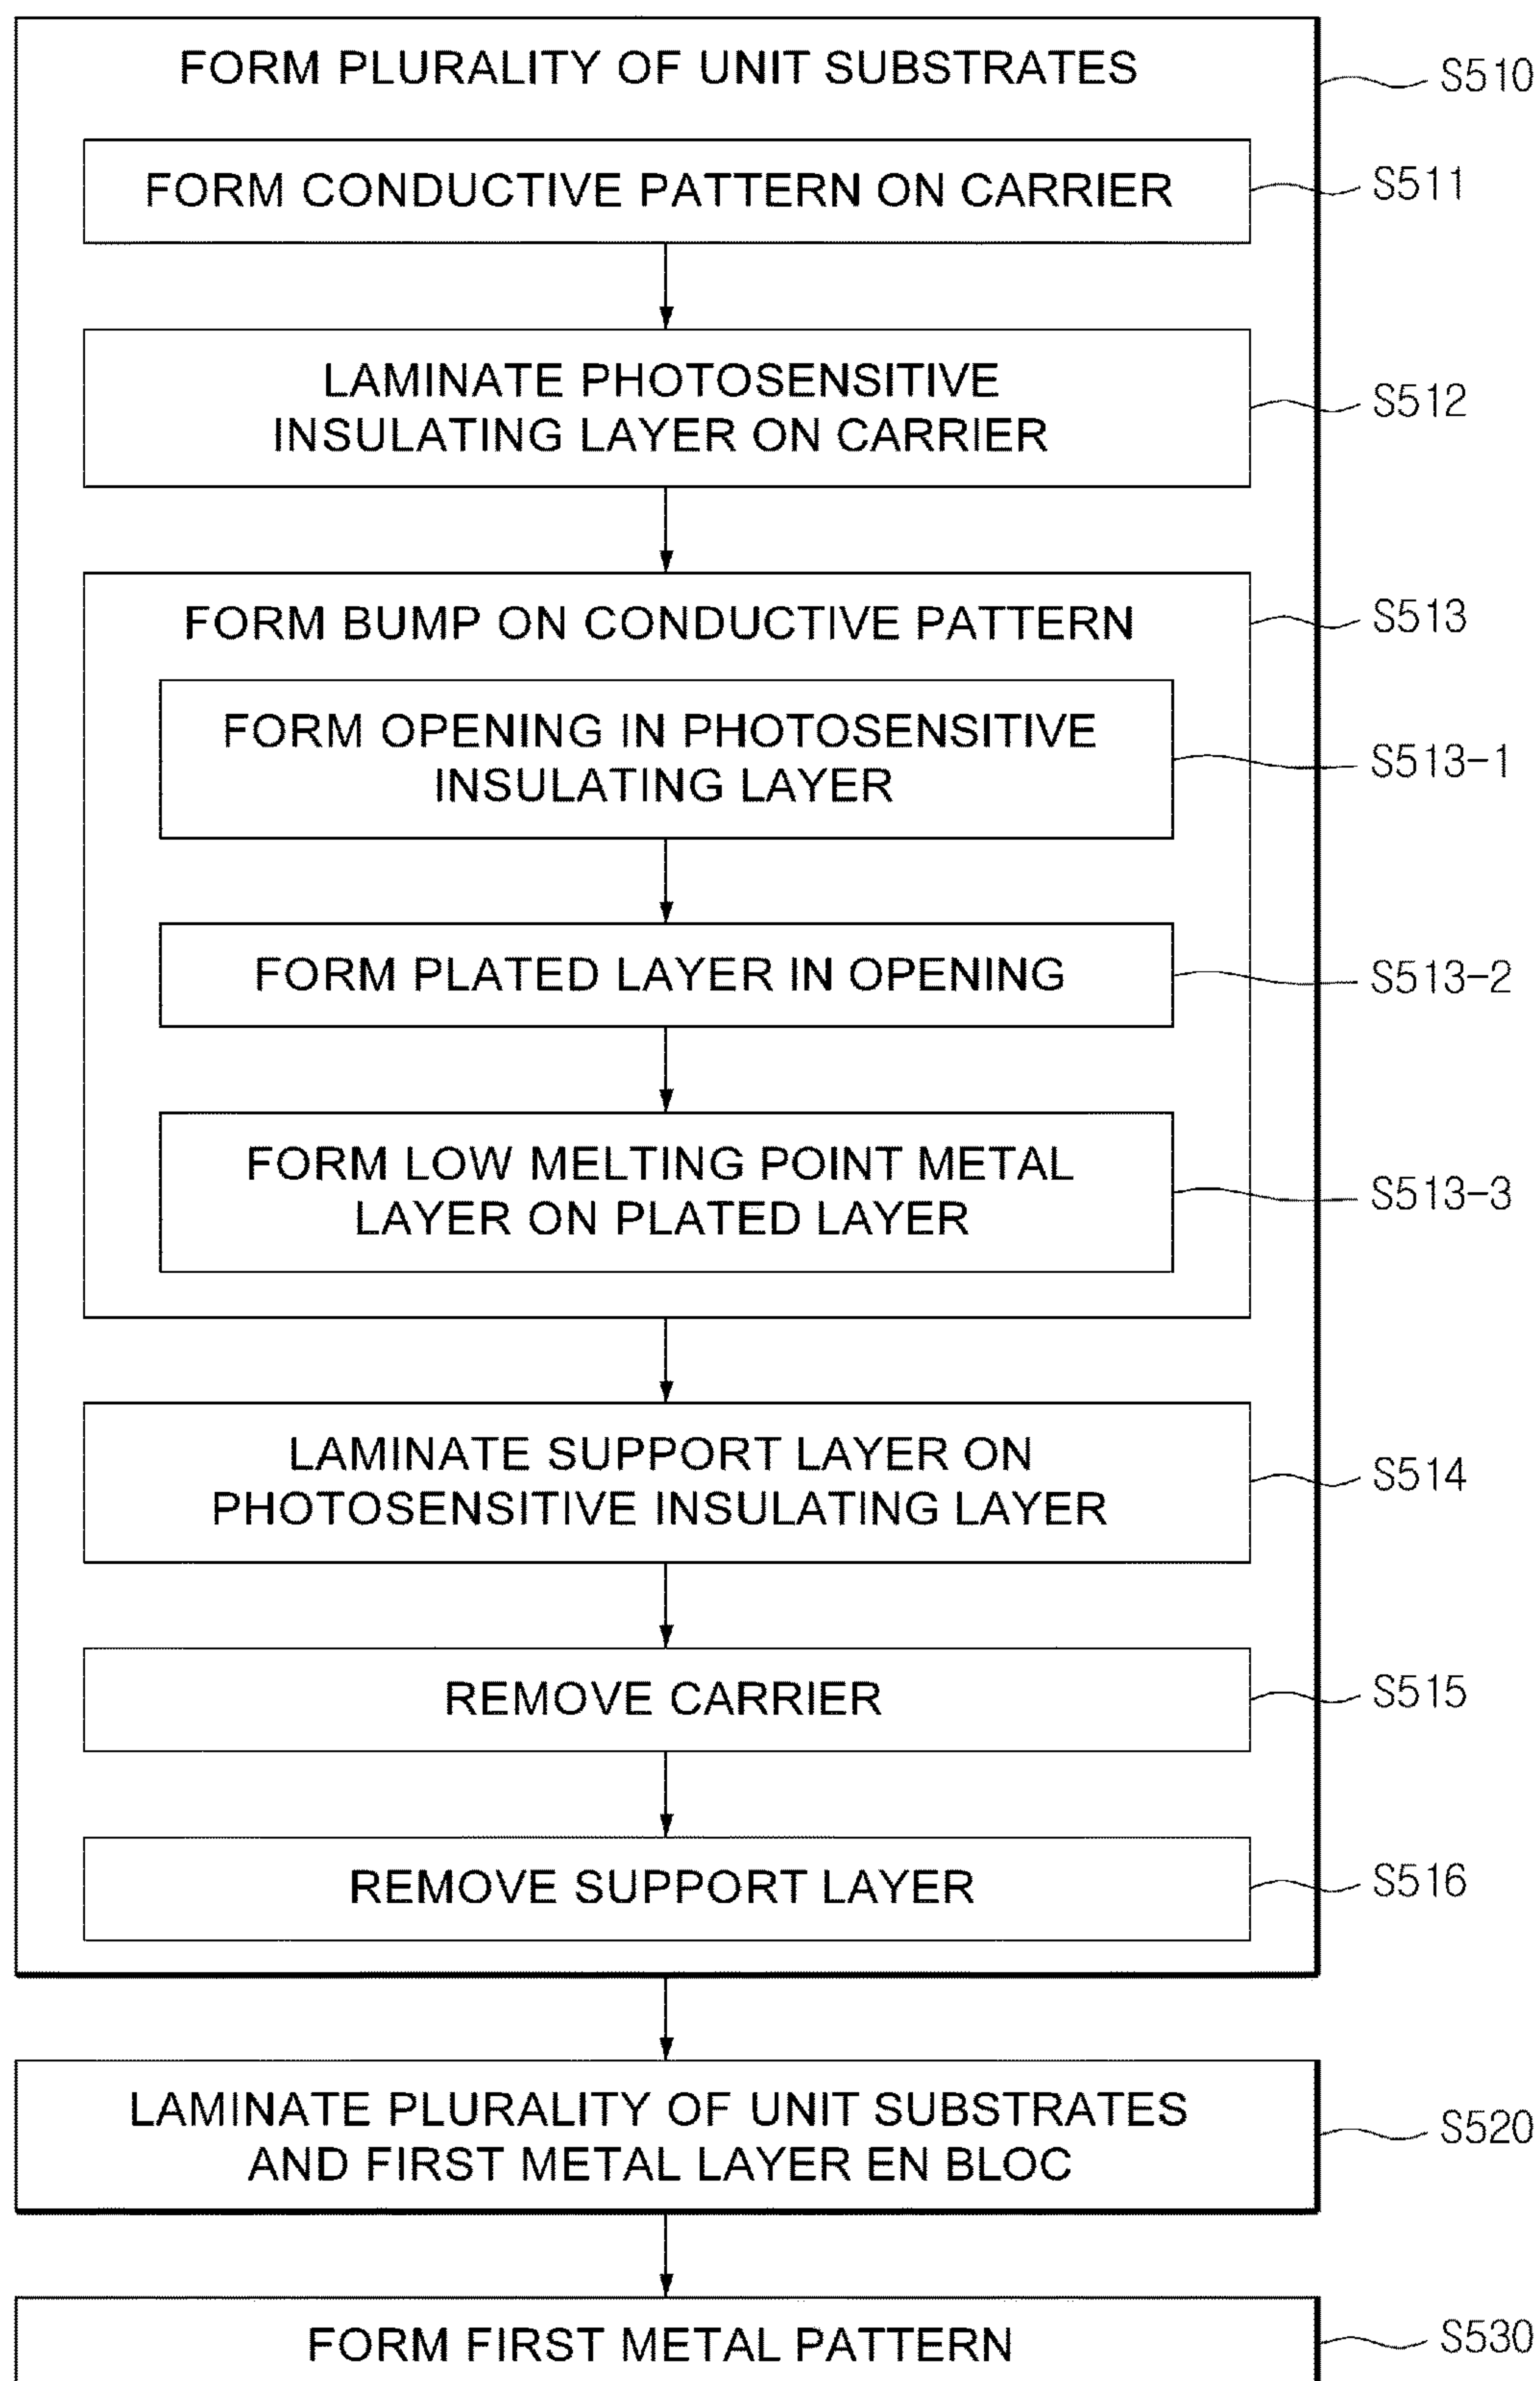 FORM PLURALITY OF UNIT SUBSTRATES
S510
FORM CONDUCTIVE PATTERN ON CARRIER
S511
LAMINATE PHOTOSENSITIVE
INSULATING LAYER ON CARRIER
S512
FORM BUMP ON CONDUCTIVE PATTERN
S513
FORM OPENING IN PHOTOSENSITIVE
INSULATING LAYER
S513-1
FORM PLATED LAYER IN OPENING
S513-2
FORM LOW MELTING POINT METAL
LAYER ON PLATED LAYER
S513-3
LAMINATE SUPPORT LAYER ON
PHOTOSENSITIVE INSULATING LAYER
S514
REMOVE CARRIER
S515
REMOVE SUPPORT LAYER
S516
LAMINATE PLURALITY OF UNIT SUBSTRATES
AND FIRST METAL LAYER EN BLOC
S520
FORM FIRST METAL PATTERN
S530